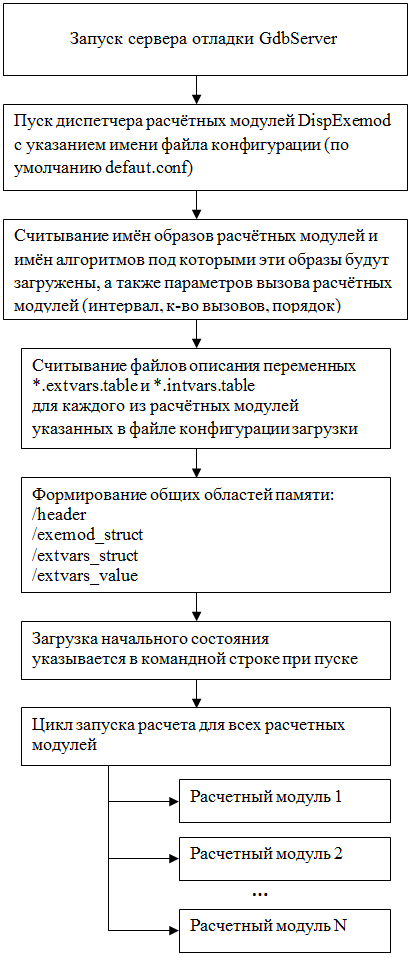 Запуск сервера отладки GdbServer
Пуск диспетчера расчётных модулей DispExemod
с указанием имени файла конфигурации (по
умолчанию defaut.conf)
Считывание имён образов расчётных модулей и
имён алгоритмов под которыми эти образы будут
загружены, а также параметров вызова расчётных
модулей (интервал, к-во вызовов, порядок)
Считывание файлов описания переменных
*.extvars.table и *.intvars.table
для каждого из расчётных модулей
указанных в файле конфигурации загрузки
Формирование общих областей памяти:
/header
/exemod_struct
/extvars_struct
/extvars_value
Загрузка начального состояния
указывается в командной строке при пуске
Цикл запуска расчета для всех расчетных
модулей
Расчетный модуль 1
Расчетный модуль 2
...
Расчетный модуль N